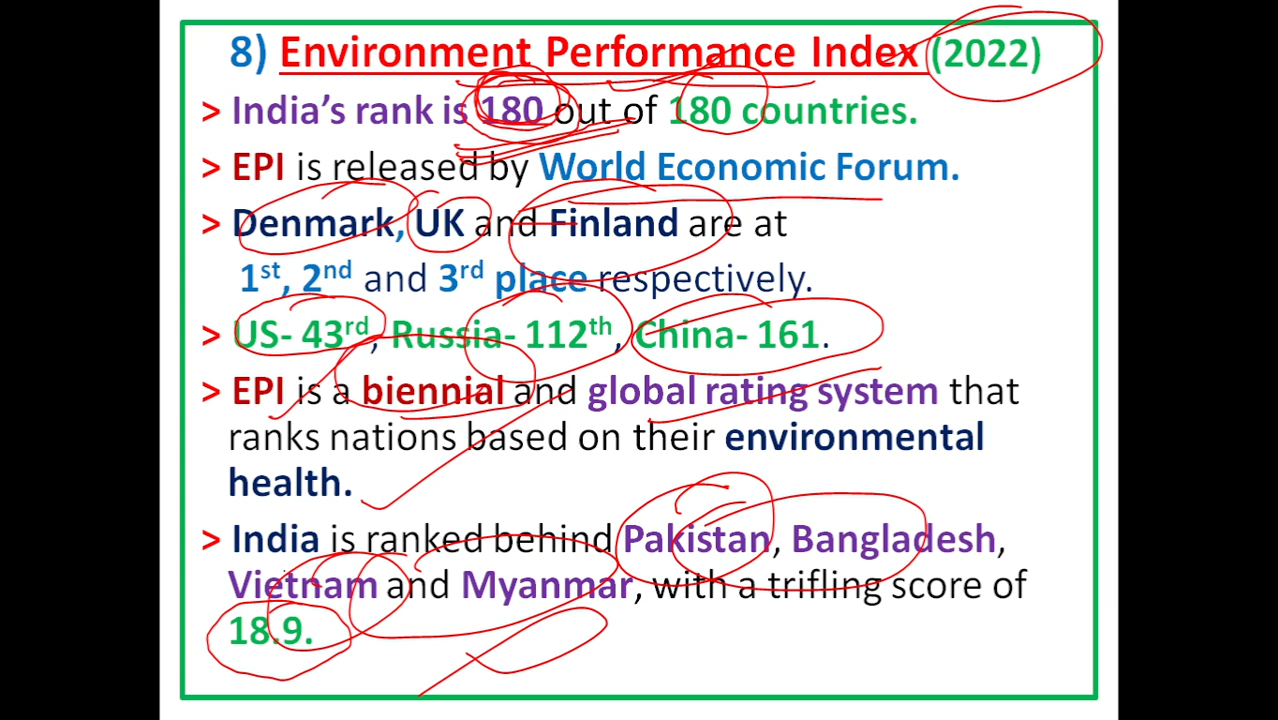 8) Environment Performance Index (2022)
> India's rank is 180 out of 180 countries.
> EPI is released by World Economic Forum.
> Denmark, UK and Finland are at
1st, 2nd and 3rd place respectively.
> US- 43rd, Russia- 112th, China- 161.
> EPI is a biennial and global rating system that
ranks nations based on their environmental
health.
> India is ranked behind Pakistan, Bangladesh,
Vietnam and Myanmar, with a trifling score of
18.9.